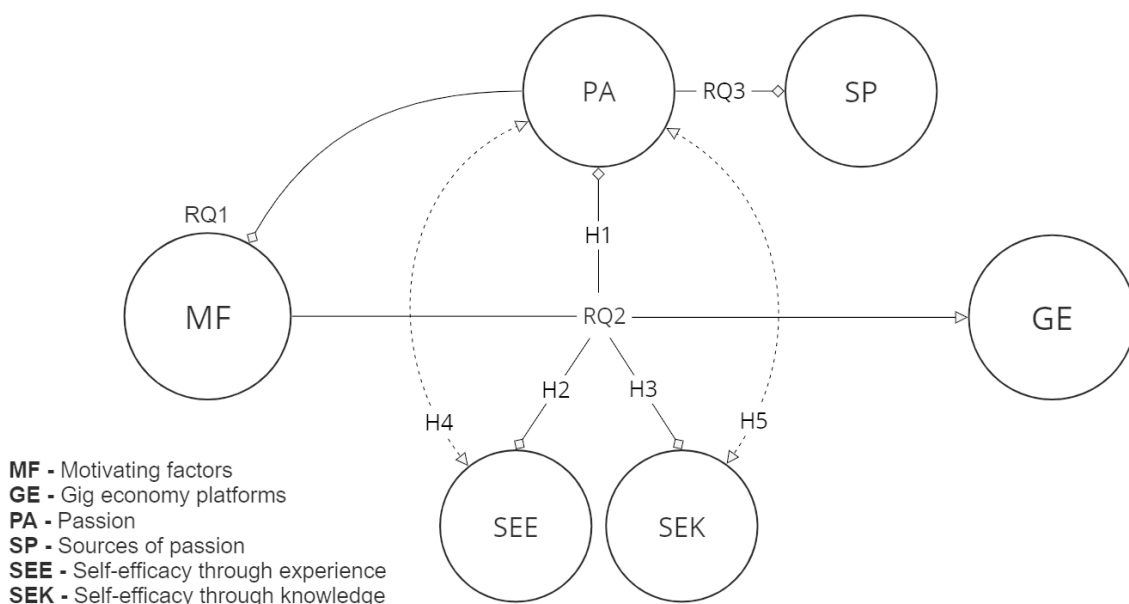 PA
RQ3
SP
RQ1
H1
MF
RQ2
GE
H2
H3
H4
H5
SEE
SEK
MF - Motivating factors
GE - Gig economy platforms
PA - Passion
SP - Sources of passion
SEE - Self-efficacy through experience
SEK - Self-efficacy through knowledge